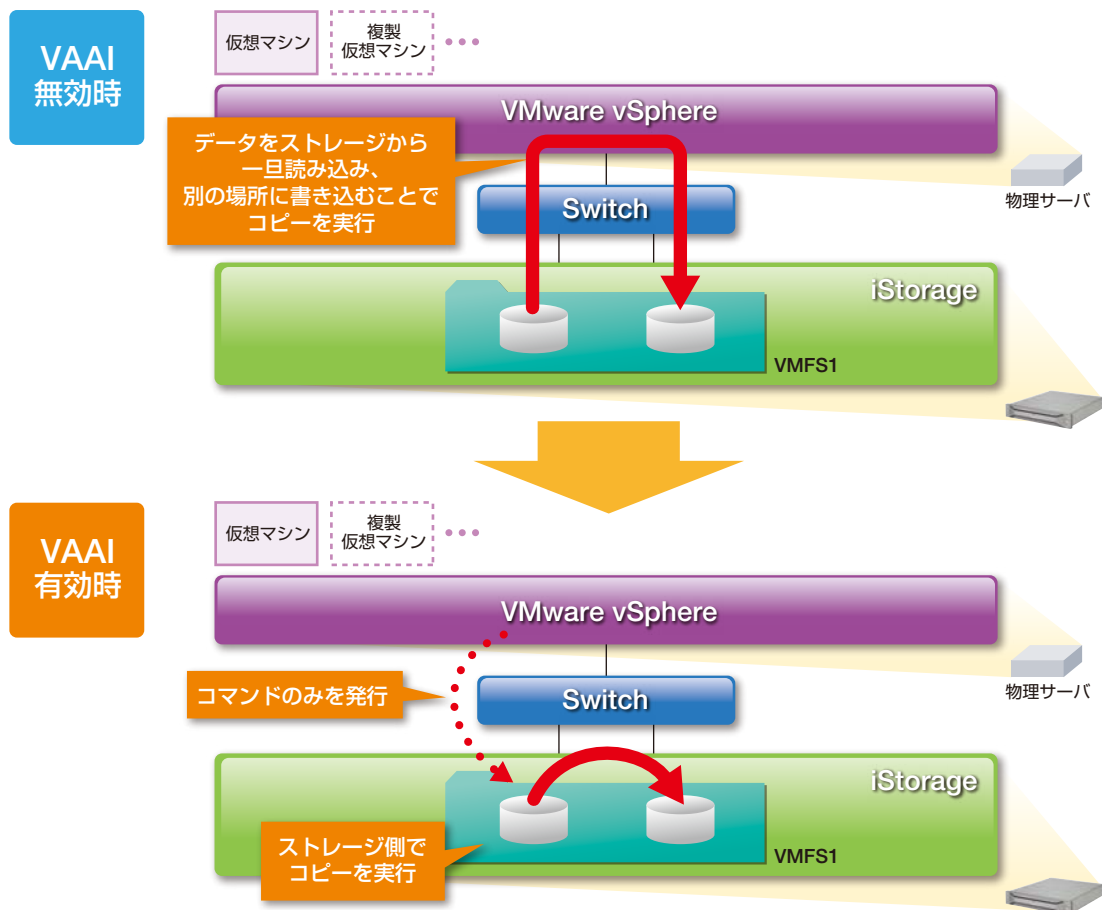 VAAI
無効時
仮想マシン
複製
仮想マシン
VMware vSphere
データをストレージから
一旦読み込み、
別の場所に書き込むことで
コピーを実行
物理サーバ
Switch
iStorage
VMFS1
VAAI
有効時
仮想マシン
複製
仮想マシン
VMware vSphere
物理サーバ
コマンドのみを発行
Switch
iStorage
ストレージ側で
コピーを実行
VMFS1